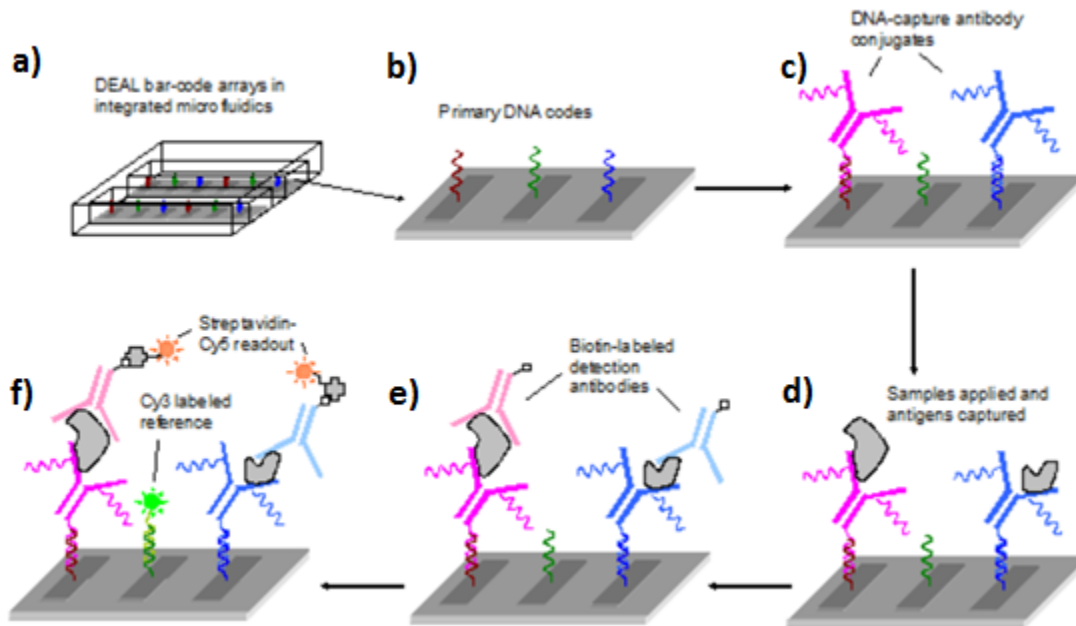 a)
DEAL bar-code arrays in
integrated micro fluidics
b)
Primary DNA codes
DNA-capture antibody
conjugates
c)
d)
Samples applied and
antigens captured
e)
Biotin-labeled
detection
antibodies
f)
Streptavidin-
Cy5 readout
Cy3 labeled
reference